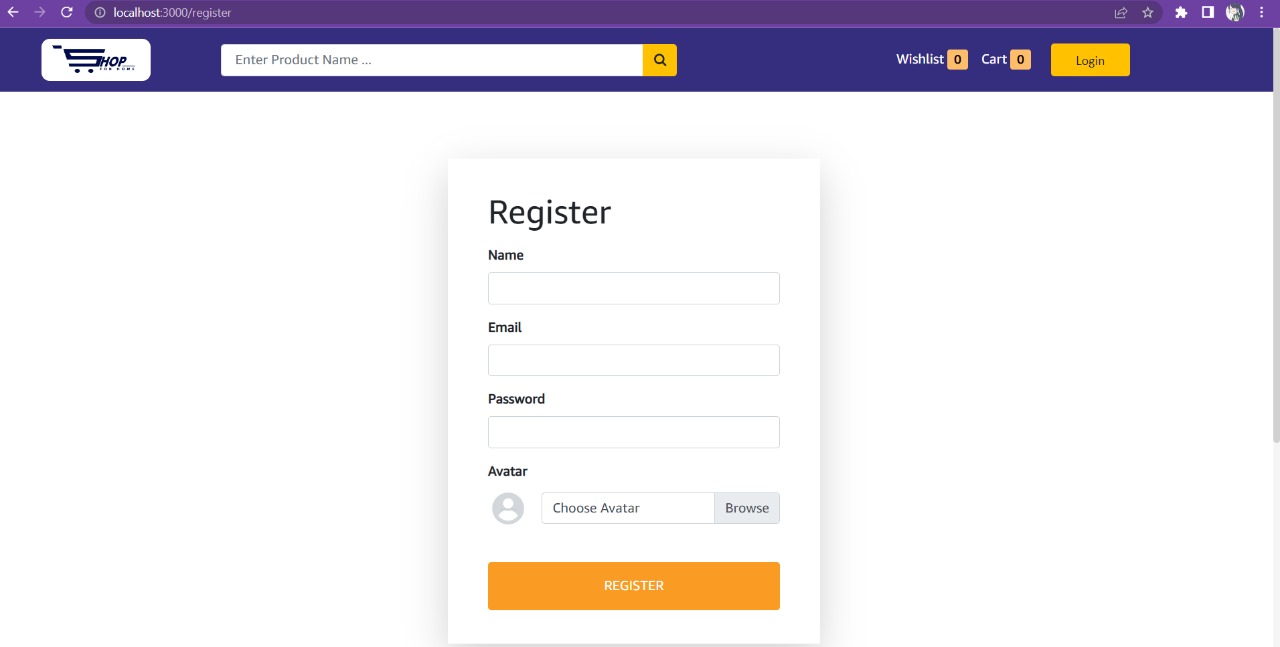 localhost:3000/register
SHOP
FOR HOME
Enter Product Name ...
Wishlist 0
Cart 0
Login
Register
Name
Email
Password
Avatar
Choose Avatar
Browse
REGISTER